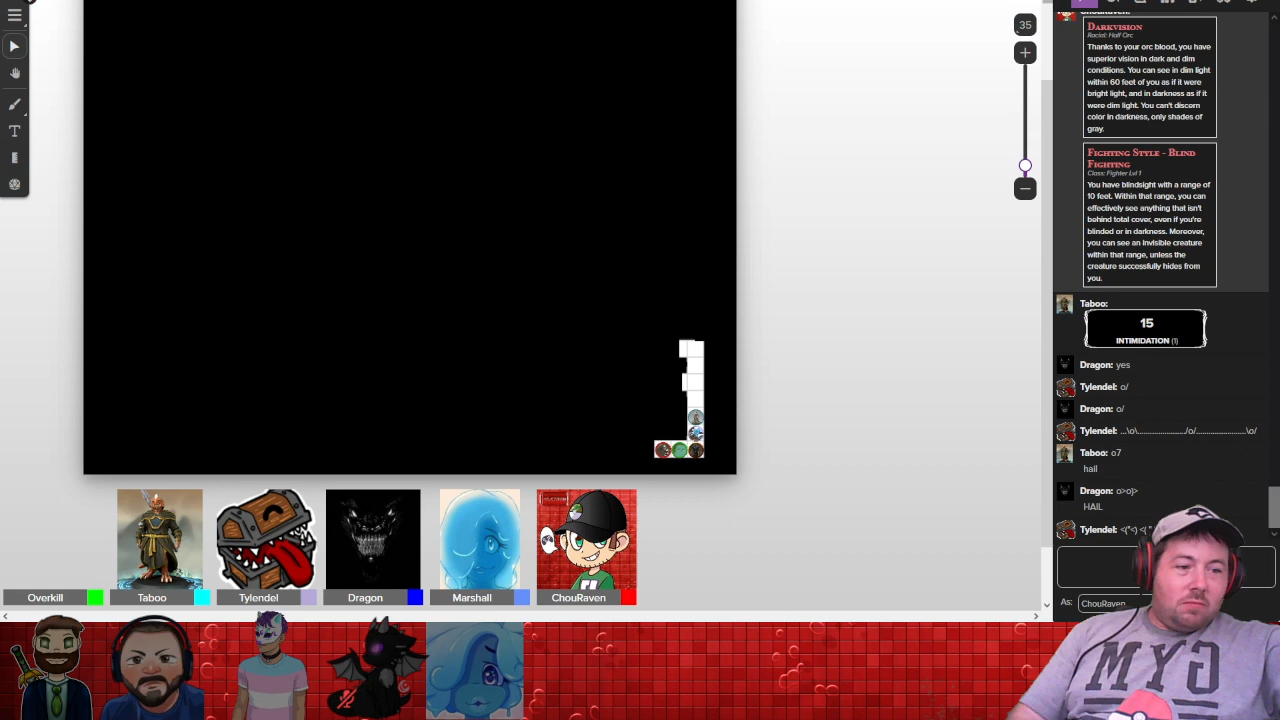 35
ChouRaven:
Darkvision
Racial: Half Orc
Thanks to your orc blood, you have
superior vision in dark and dim
conditions. You can see in dim light
within 60 feet of you as if it were
bright light, and in darkness as if it
were dim light. You can't discern
color in darkness, only shades of
gray.
Fighting Style - Blind
Fighting
Class: Fighter Lvl 1
You have blindsight with a range of
10 feet. Within that range, you can
effectively see anything that isn't
behind total cover, even if you're
blinded or in darkness. Moreover,
you can see an invisible creature
within that range, unless the
creature successfully hides from
you.
Taboo:
15
INTIMIDATION (1)
Dragon: yes
Tylendel: o/
Dragon: o/
Taboo: o7
hail
Dragon: o>o)>
HAIL
Tylendel: <("<) <( "
As: ChouRaven
Overkill
Taboo
Tylendel
Dragon
Marshall
ChouRaven
MYG